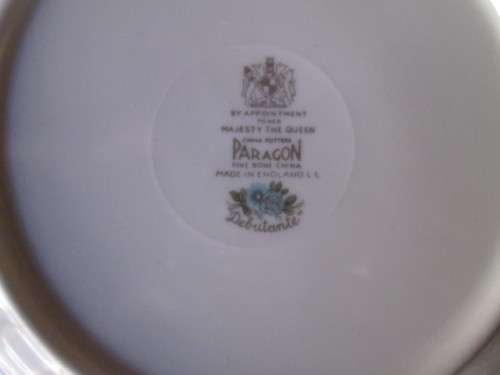 BY APPOINTMENT
TO HER
MAJESTY THE QUEEN
CHINA POTTERS
PARAGON
FINE BONE CHINA
MADE IN ENGLAND
"Debutante"